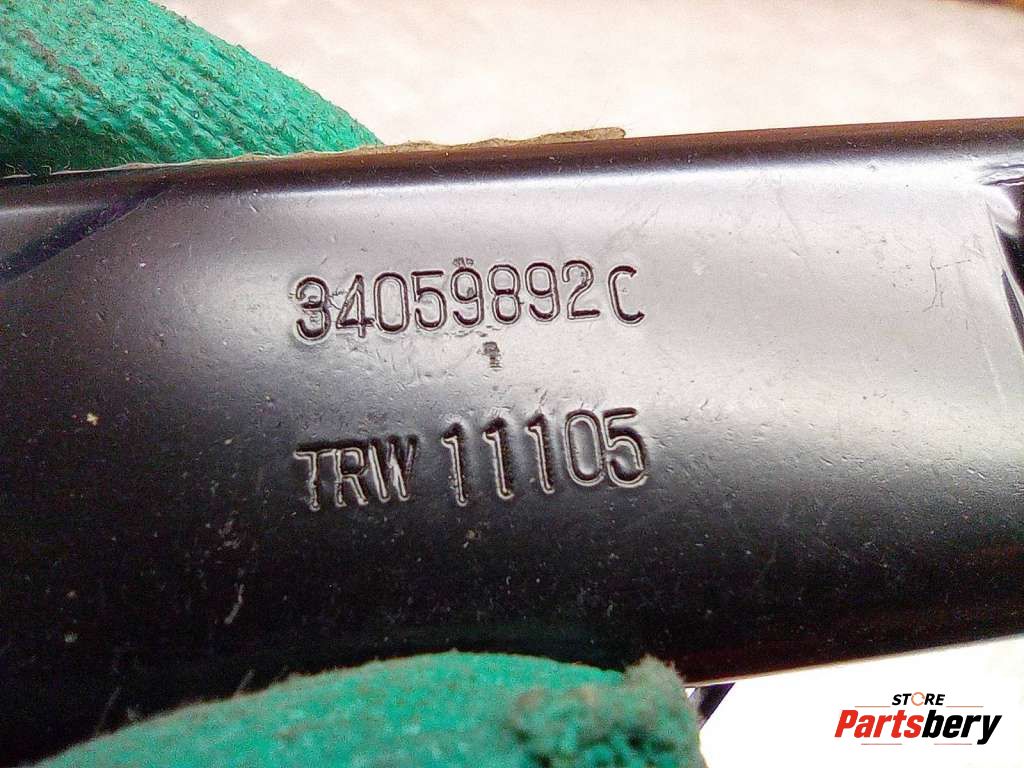 34059892C
TRW 11105
STORE
Partsbery